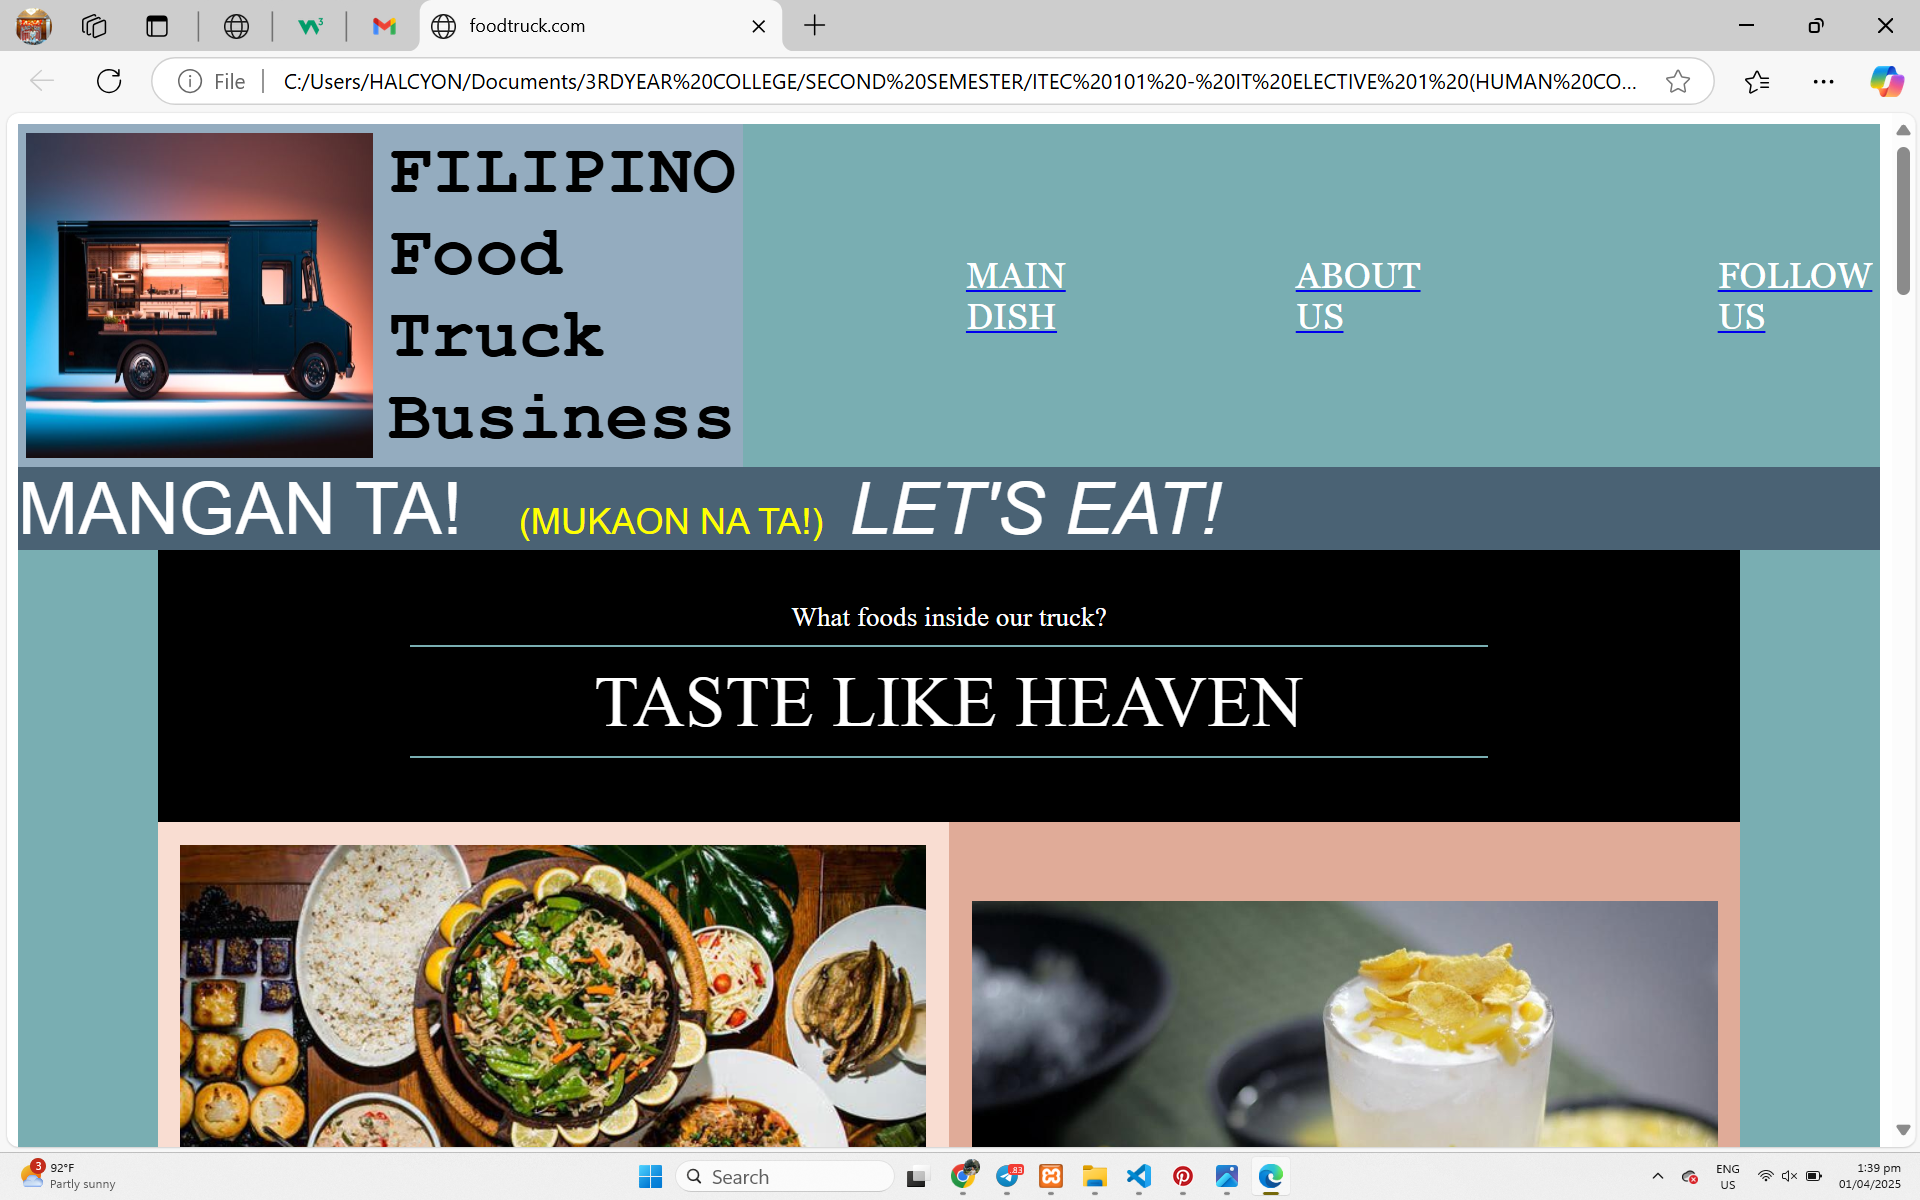 foodtruck.com
File
C:/Users/HALCYON/Documents/3RDYEAR%20COLLEGE/SECOND%20SEMESTER/ITEC%20101%20-%20IT%20ELECTIVE%201%20(HUMAN%20CO...
FILIPINO
Food
Truck
Business
MAIN
DISH
ABOUT
US
FOLLOW
US
MANGAN TA! (MUKAON NA TA!) LET'S EAT!
What foods inside our truck?
TASTE LIKE HEAVEN
3
92°F
Partly sunny
Search
83
ENG
US
1:39 pm
01/04/2025